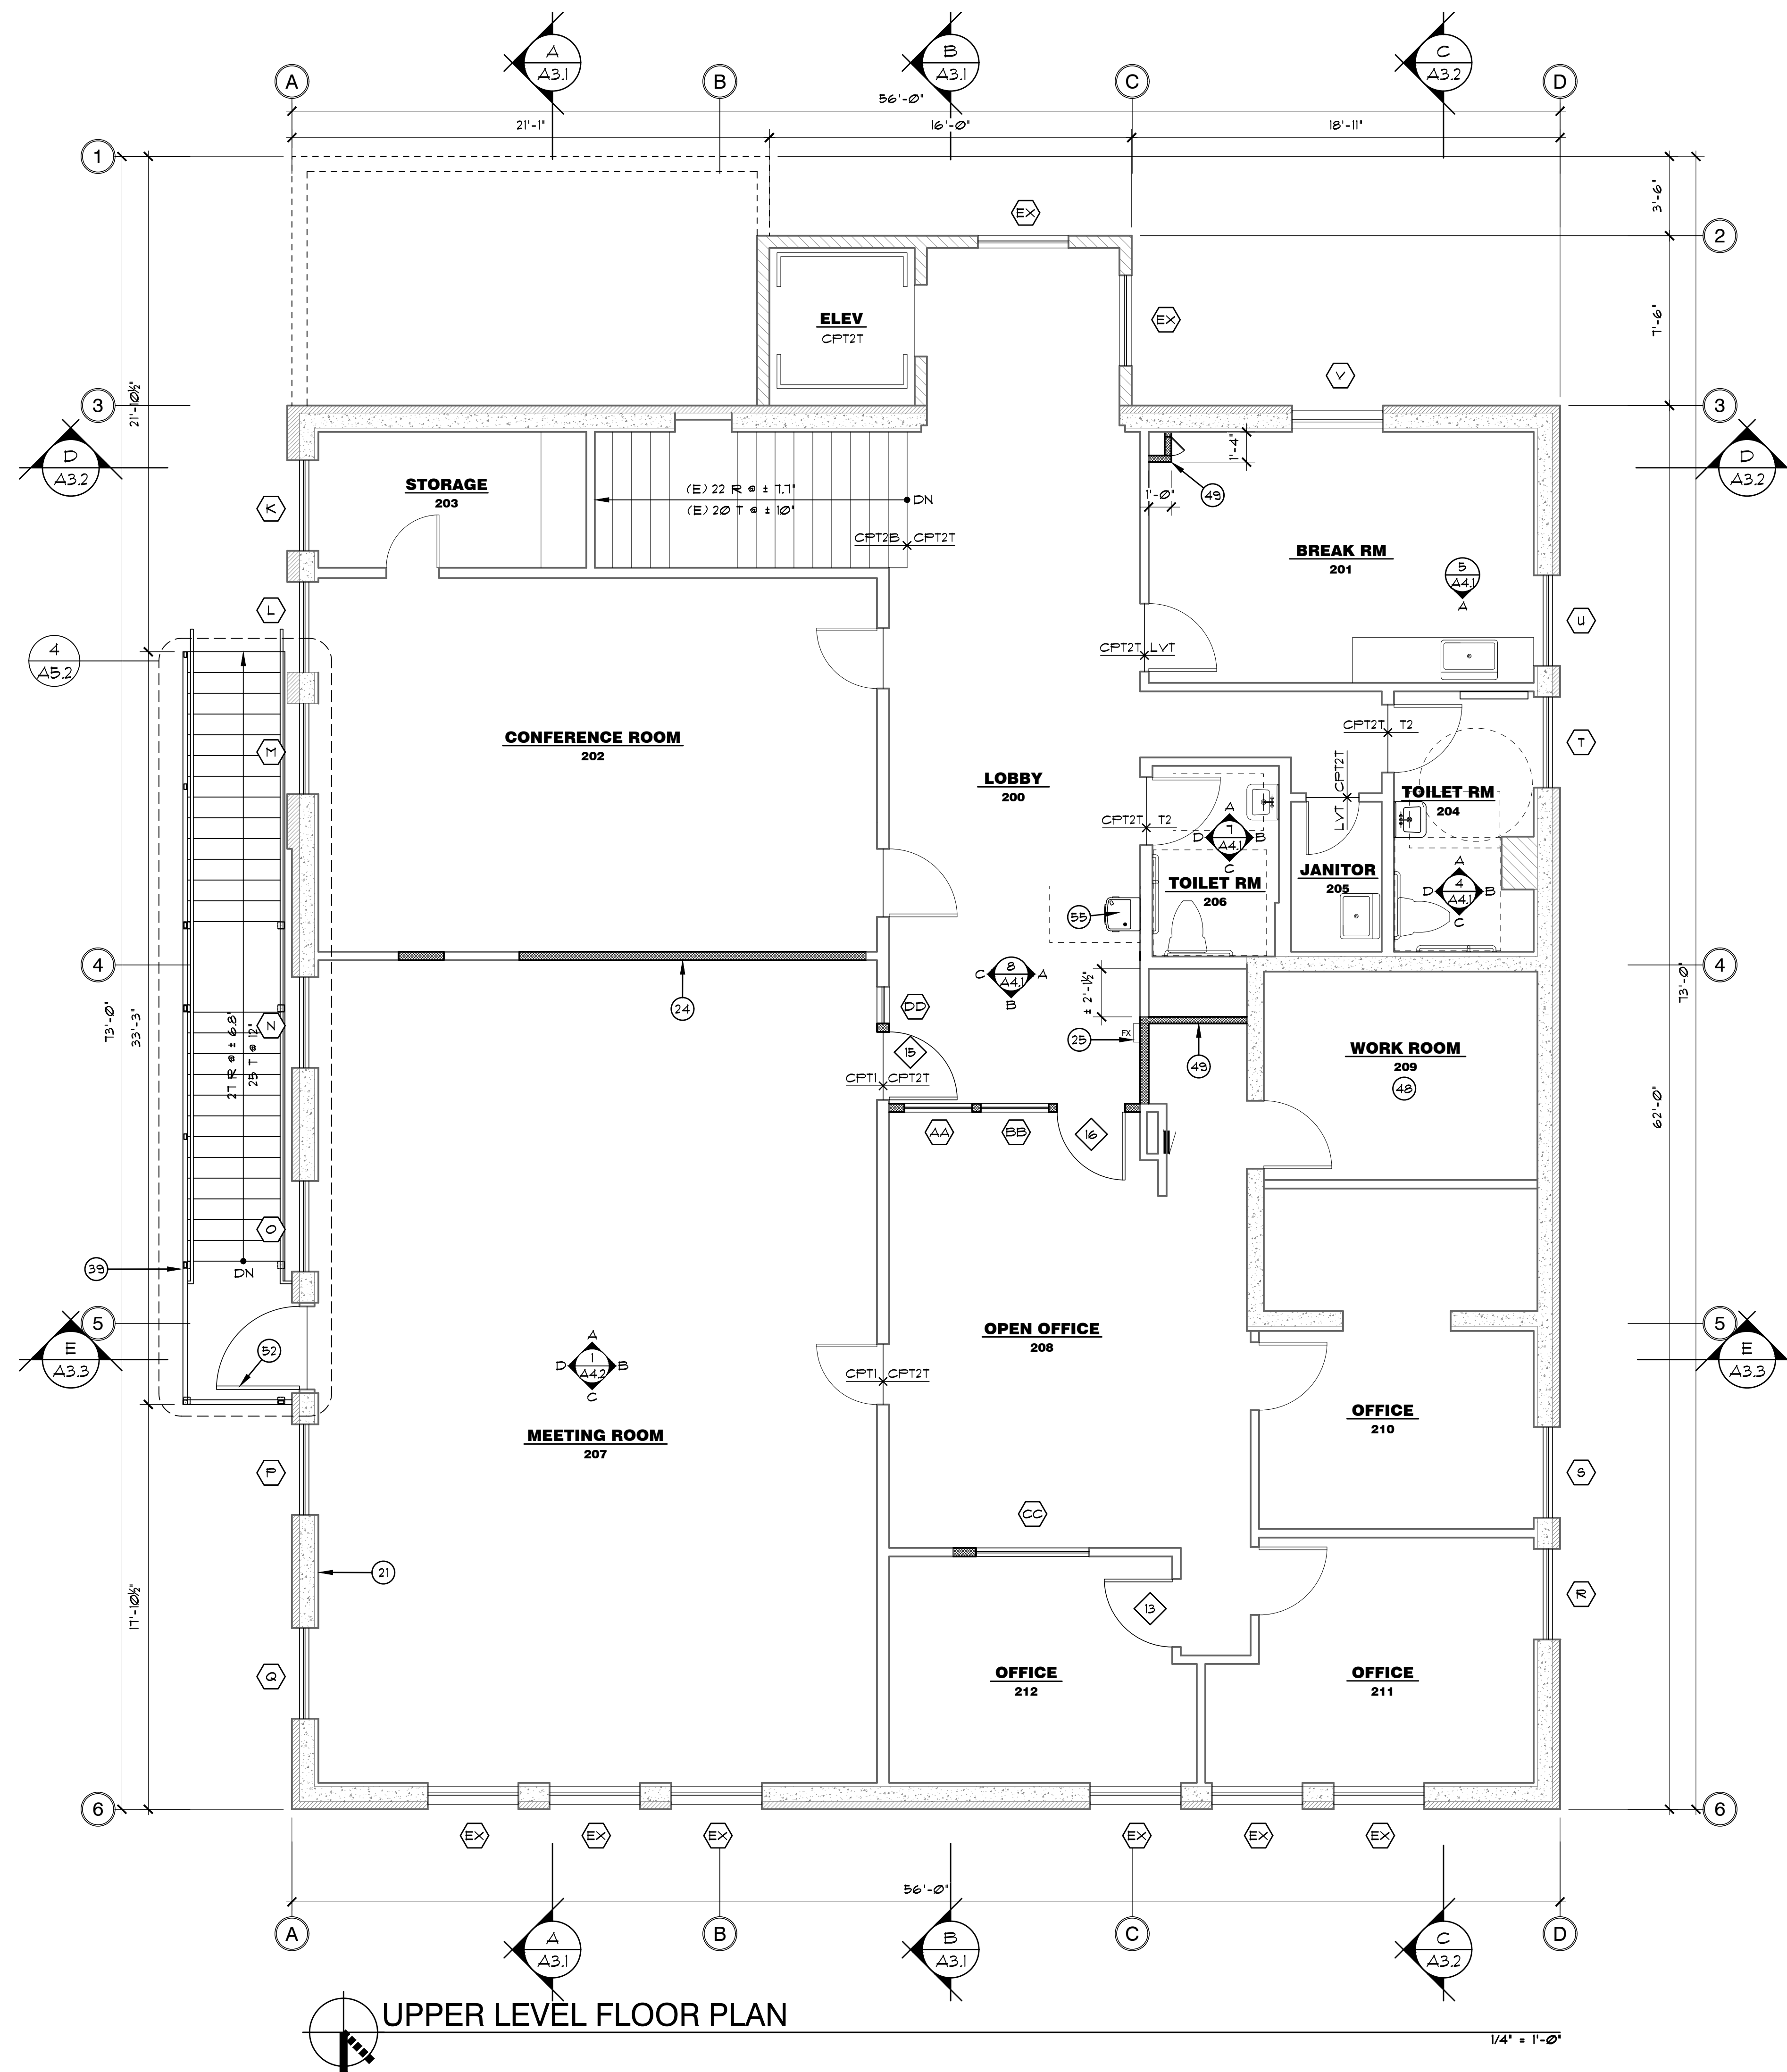 A
A3.1
B
A3.1
C
A3.2
A
B
C
D
56'-0"
21'-1"
16'-0"
18'-11"
1
3'-6"
EX
2
7'-6"
ELEV
CPT2T
EX
V
21'-10½"
3
3
D
A3.2
D
A3.2
STORAGE
203
(E) 22 R @ ± 7.7"
(E) 20 T @ ± 10"
DN
CPT2B
CPT2T
1'-4"
1'-0"
49
K
BREAK RM
201
5
A4.1
A
L
U
4
A5.2
CPT2T
LVT
CONFERENCE ROOM
202
M
CPT2T
T2
T
LOBBY
200
LVT
CPT2T
TOILET RM
204
CPT2T
T2
A
7
A4.1
B
C
D
TOILET RM
206
JANITOR
205
A
4
A4.1
B
C
D
55
4
4
8
A4.1
A
B
C
24
DD
± 2'-1½"
73'-0"
33'-3"
27 R @ ± 6.8"
25 T @ 12"
N
FX
25
49
15
WORK ROOM
209
48
CPT1
CPT2T
73'-0"
62'-0"
AA
BB
16
O
39
DN
5
5
E
A3.3
E
A3.3
52
OPEN OFFICE
208
A
1
A4.2
B
C
D
CPT1
CPT2T
OFFICE
210
MEETING ROOM
207
P
S
CC
21
17'-10½"
13
R
Q
OFFICE
212
OFFICE
211
6
6
EX
EX
EX
EX
EX
EX
56'-0"
A
B
C
D
A
A3.1
B
A3.1
C
A3.2
UPPER LEVEL FLOOR PLAN
1/4" = 1'-0"